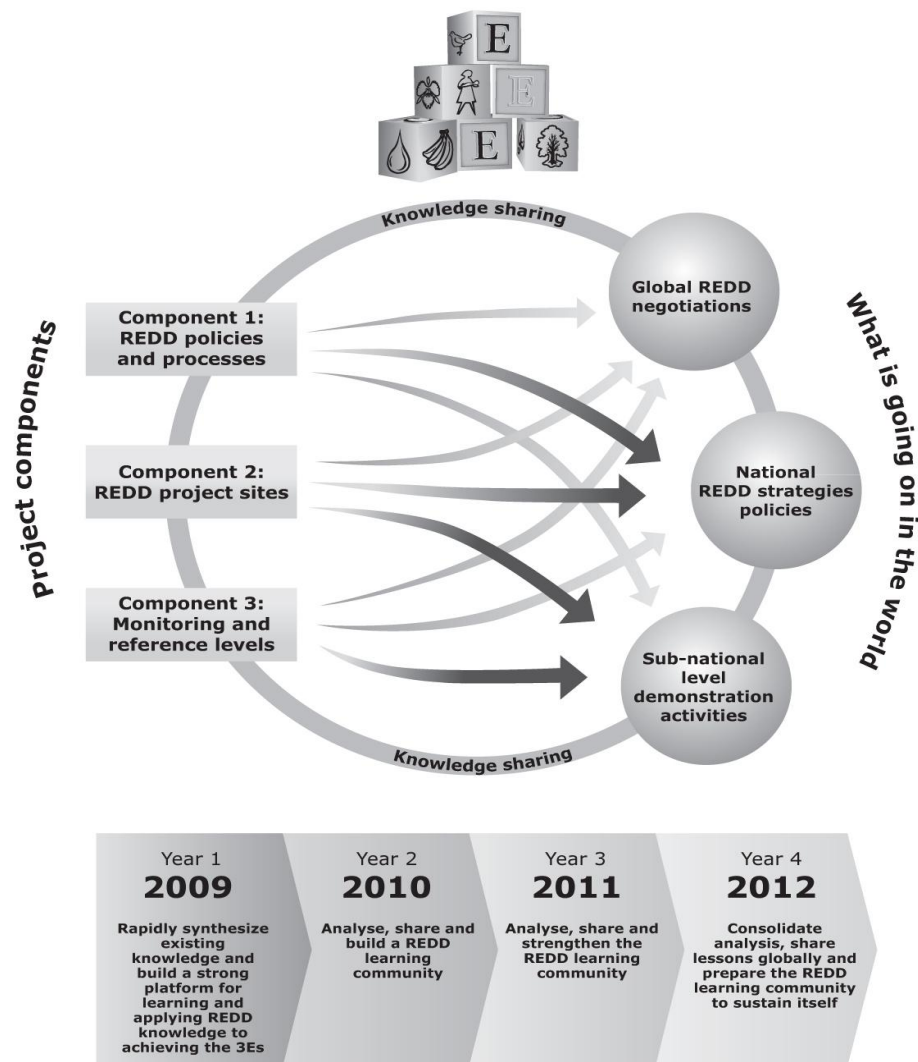 E
E
E
Knowledge sharing
Project components
Component 1:
REDD policies
and processes
Component 2:
REDD project sites
Component 3:
Monitoring and
reference levels
Global REDD
negotiations
National
REDD strategies
policies
Sub-national
level
demonstration
activities
What is going on in the world
Knowledge sharing
Year 1
2009
Rapidly synthesize
existing
knowledge and
build a strong
platform for
learning and
applying REDD
knowledge to
achieving the 3Es
Year 2
2010
Analyse, share and
build a REDD
learning
community
Year 3
2011
Analyse, share and
strengthen the
REDD learning
community
Year 4
2012
Consolidate
analysis, share
lessons globally and
prepare the REDD
learning community
to sustain itself